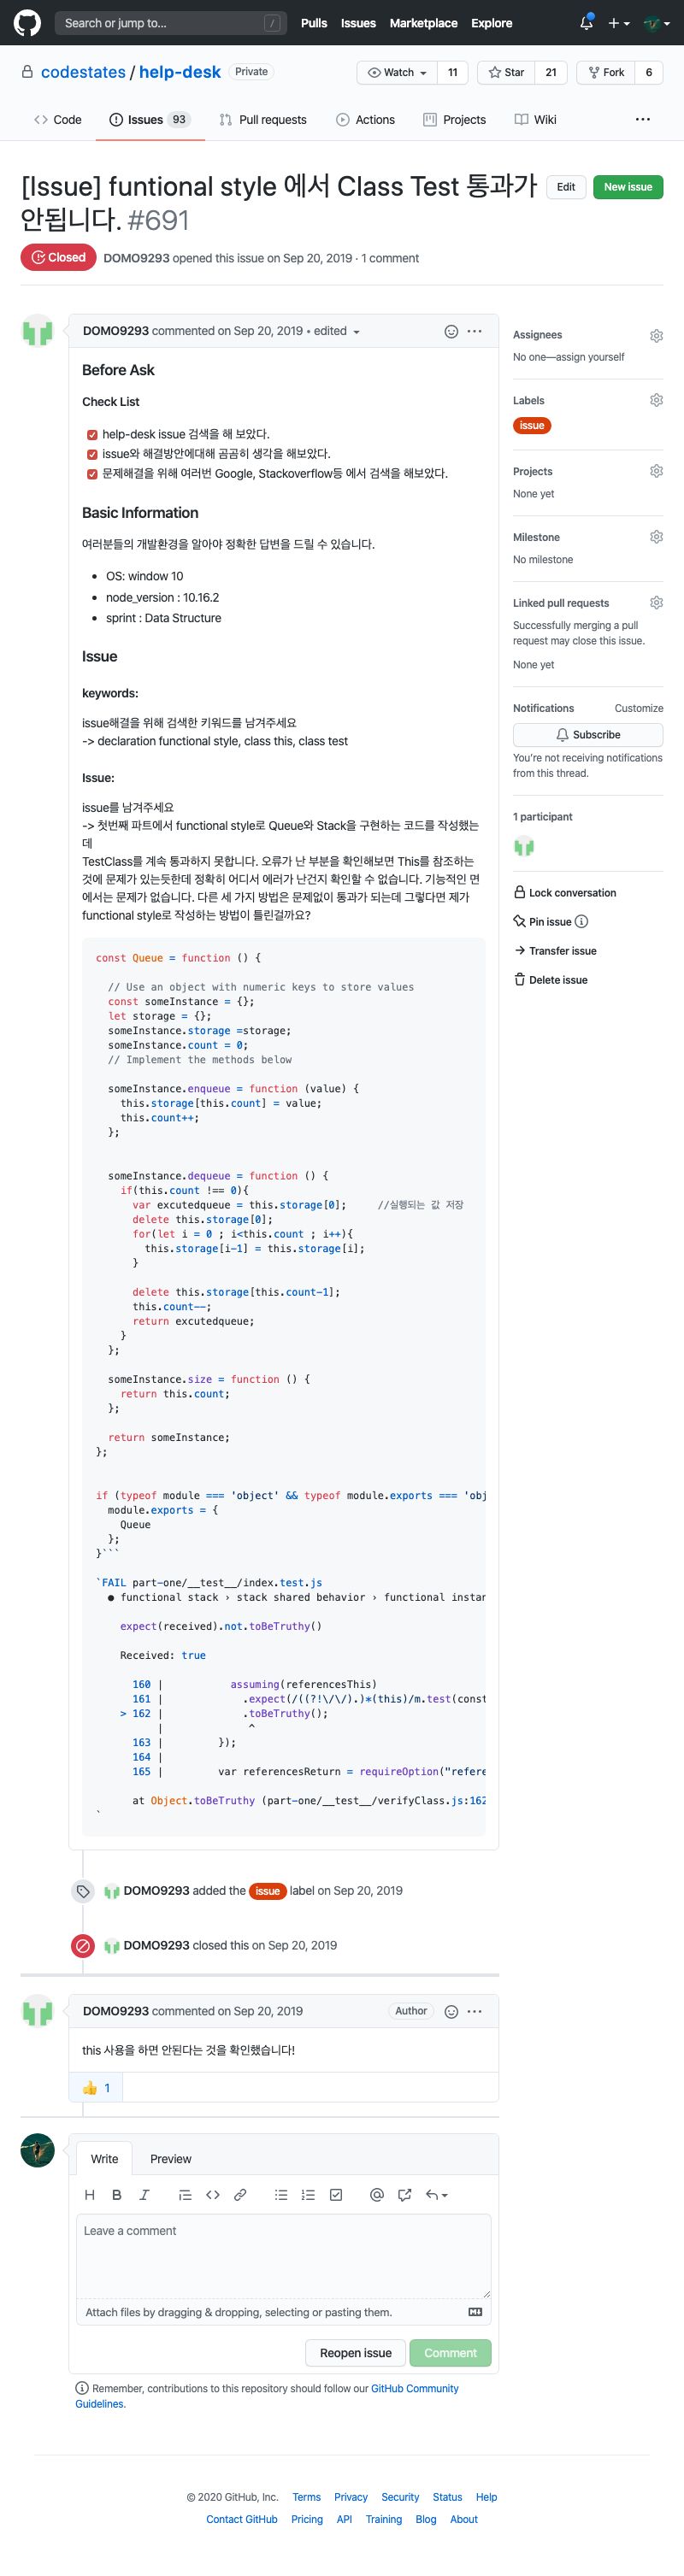 Search or jump to...
/
Pulls Issues Marketplace Explore
codestates / help-desk Private
Watch 11 Star 21 Fork 6
Code Issues 93 Pull requests Actions Projects Wiki
[Issue] funtional style 에서 Class Test 통과가
안됩니다. #691
Edit New issue
Closed DOMO9293 opened this issue on Sep 20, 2019 · 1 comment
DOMO9293 commented on Sep 20, 2019 • edited
Before Ask
Check List
help-desk issue 검색을 해 보았다.
issue와 해결방안에대해 곰곰히 생각을 해보았다.
문제해결을 위해 여러번 Google, Stackoverflow등 에서 검색을 해보았다.
Basic Information
여러분들의 개발환경을 알아야 정확한 답변을 드릴 수 있습니다.
• OS: window 10
• node_version : 10.16.2
• sprint : Data Structure
Issue
keywords:
issue해결을 위해 검색한 키워드를 남겨주세요
-> declaration functional style, class this, class test
Issue:
issue를 남겨주세요
-> 첫번째 파트에서 functional style로 Queue와 Stack을 구현하는 코드를 작성했는
데
TestClass를 계속 통과하지 못합니다. 오류가 난 부분을 확인해보면 This를 참조하는
것에 문제가 있는듯한데 정확히 어디서 에러가 난건지 확인할 수 없습니다. 기능적인 면
에서는 문제가 없습니다. 다른 세 가지 방법은 문제없이 통과가 되는데 그렇다면 제가
functional style로 작성하는 방법이 틀린걸까요?
const Queue = function () {
// Use an object with numeric keys to store values
const someInstance = {};
let storage = {};
someInstance.storage =storage;
someInstance.count = 0;
// Implement the methods below
someInstance.enqueue = function (value) {
this.storage[this.count] = value;
this.count++;
};
someInstance.dequeue = function () {
if(this.count !== 0){
var excutedqueue = this.storage[0]; //실행되는 값 저장
delete this.storage[0];
for(let i = 0 ; i<this.count ; i++){
this.storage[i-1] = this.storage[i];
}
delete this.storage[this.count-1];
this.count--;
return excutedqueue;
}
};
someInstance.size = function () {
return this.count;
};
return someInstance;
};
if (typeof module === 'object' && typeof module.exports === 'obj
module.exports = {
Queue
};
}```
`FAIL part-one/__test__/index.test.js
● functional stack › stack shared behavior › functional instan
expect(received).not.toBeTruthy()
Received: true
160 | assuming(referencesThis)
161 | .expect(/((?!\/\/).)*(this)/m.test(const
> 162 | .toBeTruthy();
| ^
163 | });
164 |
165 | var referencesReturn = requireOption("refere
at Object.toBeTruthy (part-one/__test__/verifyClass.js:162
`
DOMO9293 added the issue label on Sep 20, 2019
DOMO9293 closed this on Sep 20, 2019
DOMO9293 commented on Sep 20, 2019 Author
this 사용을 하면 안된다는 것을 확인했습니다!
👍 1
Write Preview
Leave a comment
Attach files by dragging & dropping, selecting or pasting them.
Reopen issue Comment
Remember, contributions to this repository should follow our GitHub Community
Guidelines.
Assignees
No one—assign yourself
Labels
issue
Projects
None yet
Milestone
No milestone
Linked pull requests
Successfully merging a pull
request may close this issue.
None yet
Notifications Customize
Subscribe
You're not receiving notifications
from this thread.
1 participant
Lock conversation
Pin issue
Transfer issue
Delete issue
© 2020 GitHub, Inc. Terms Privacy Security Status Help
Contact GitHub Pricing API Training Blog About